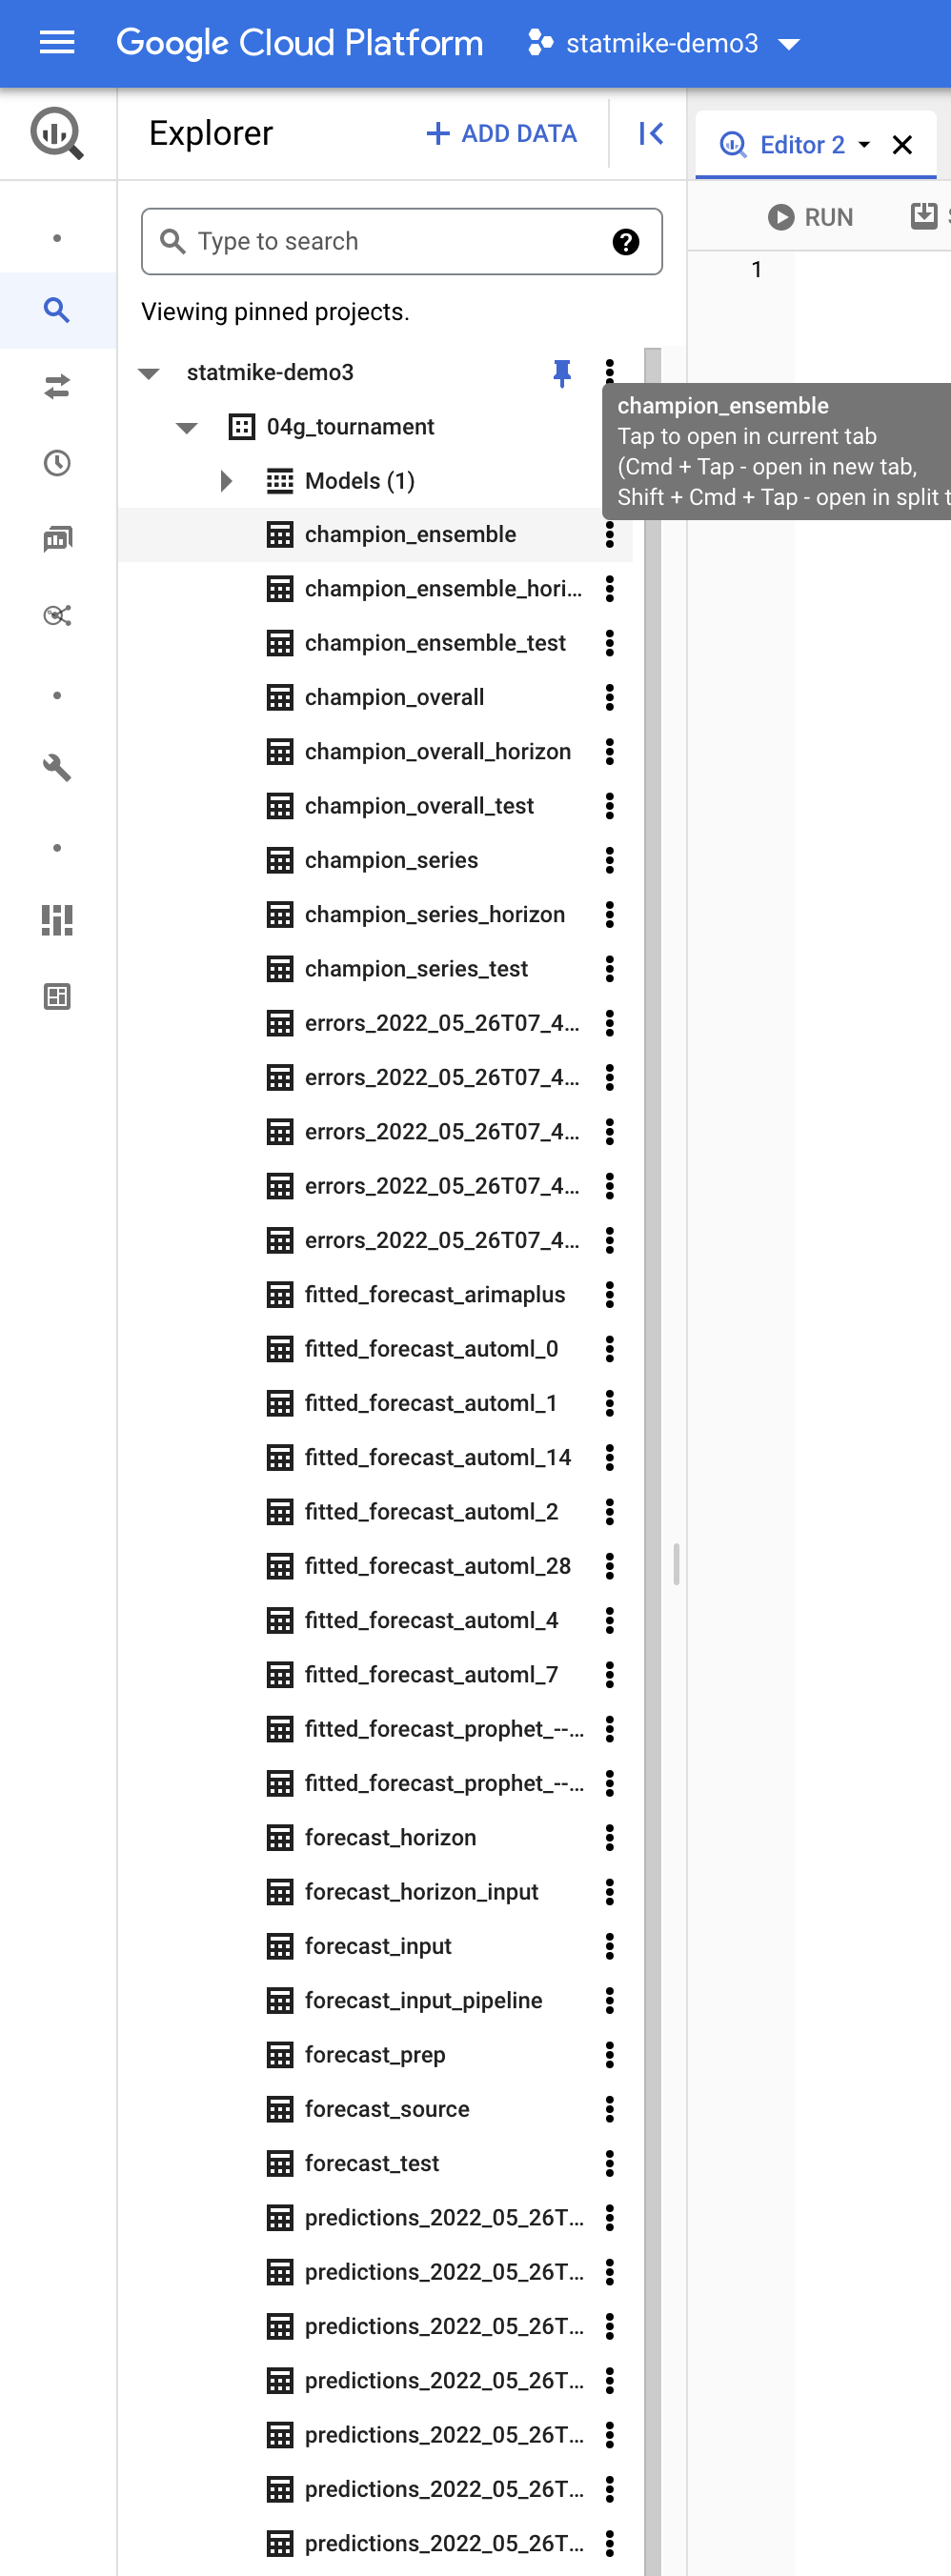 Google Cloud Platform statmike-demo3
Explorer + ADD DATA Editor 2
Type to search RUN
1
Viewing pinned projects.
statmike-demo3
champion_ensemble
Tap to open in current tab
(Cmd + Tap - open in new tab,
Shift + Cmd + Tap - open in split t
04g_tournament
Models (1)
champion_ensemble
champion_ensemble_hori...
champion_ensemble_test
champion_overall
champion_overall_horizon
champion_overall_test
champion_series
champion_series_horizon
champion_series_test
errors_2022_05_26T07_4...
errors_2022_05_26T07_4...
errors_2022_05_26T07_4...
errors_2022_05_26T07_4...
errors_2022_05_26T07_4...
fitted_forecast_arimaplus
fitted_forecast_automl_0
fitted_forecast_automl_1
fitted_forecast_automl_14
fitted_forecast_automl_2
fitted_forecast_automl_28
fitted_forecast_automl_4
fitted_forecast_automl_7
fitted_forecast_prophet_--...
fitted_forecast_prophet_--...
forecast_horizon
forecast_horizon_input
forecast_input
forecast_input_pipeline
forecast_prep
forecast_source
forecast_test
predictions_2022_05_26T...
predictions_2022_05_26T...
predictions_2022_05_26T...
predictions_2022_05_26T...
predictions_2022_05_26T...
predictions_2022_05_26T...
predictions_2022_05_26T...